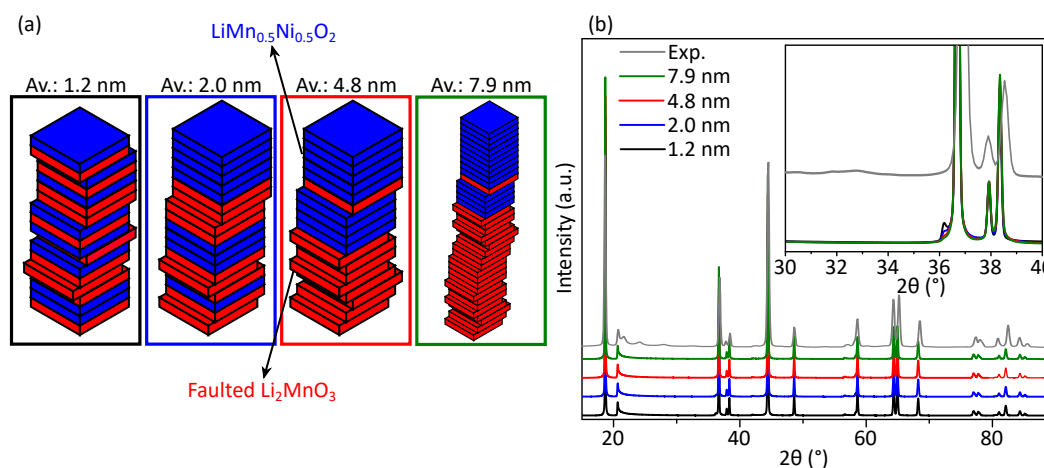 (a)
LiMn0.5Ni0.5O2
Av.: 1.2 nm
Av.: 2.0 nm
Av.: 4.8 nm
Av.: 7.9 nm
Faulted Li2MnO3
(b)
Exp.
7.9 nm
4.8 nm
2.0 nm
1.2 nm
30 32 34 36 38 40
2θ (°)
Intensity (a.u.)
20 40 60 80
2θ (°)